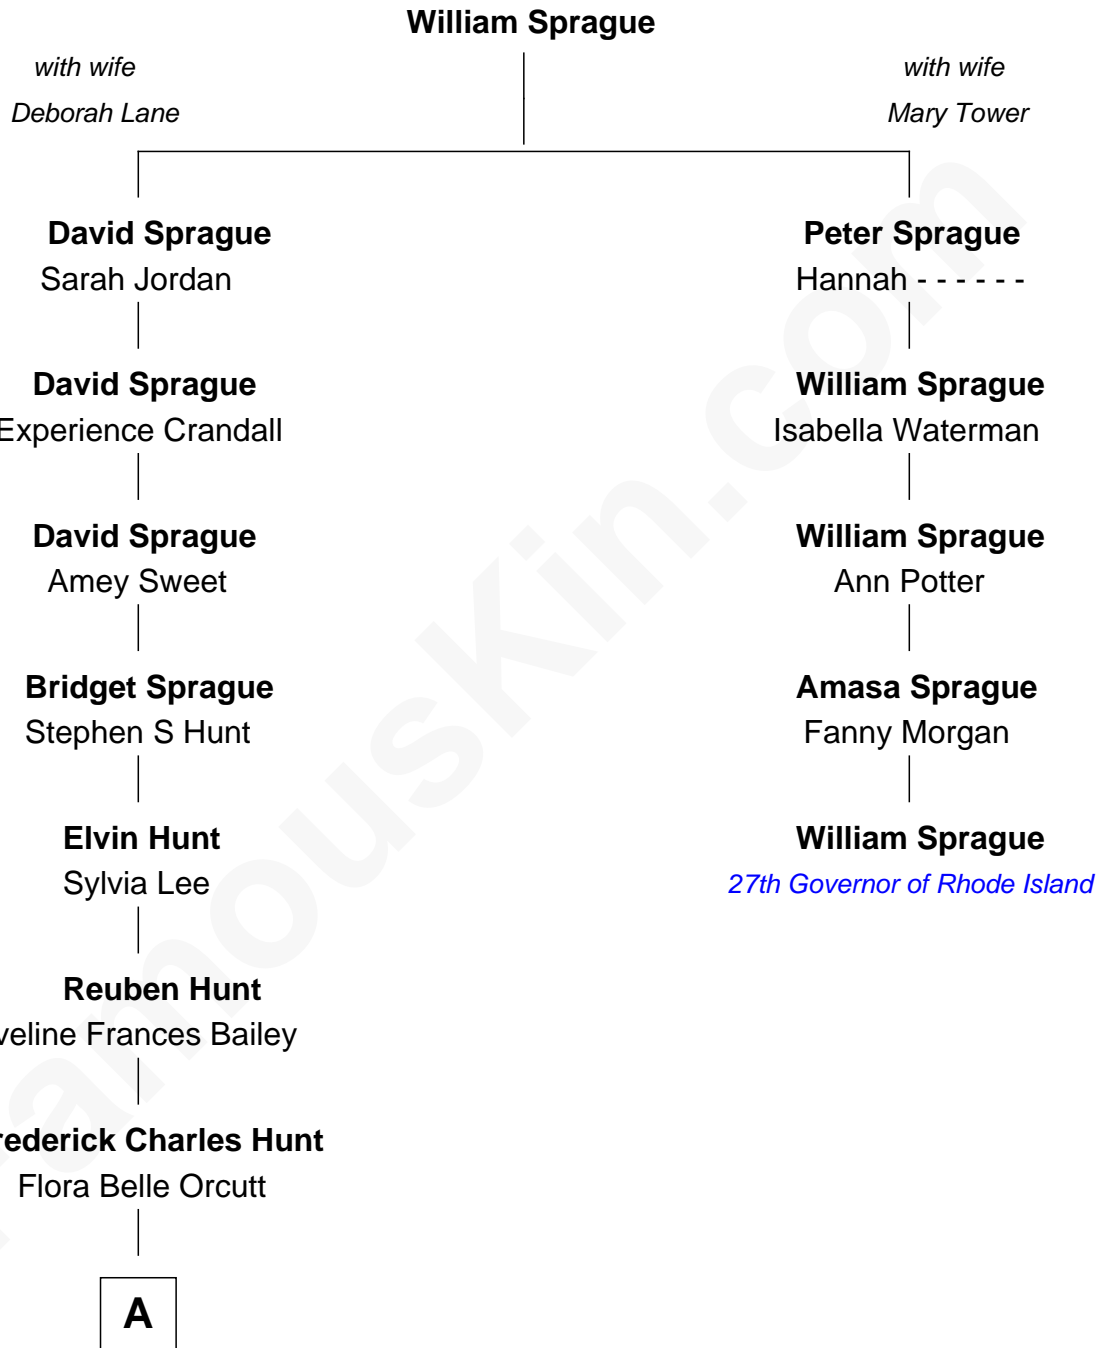 William Sprague
with wife
Deborah Lane
with wife
Mary Tower
David Sprague
Sarah Jordan
Peter Sprague
Hannah - - - - - -
David Sprague
Experience Crandall
William Sprague
Isabella Waterman
David Sprague
Amey Sweet
William Sprague
Ann Potter
Bridget Sprague
Stephen S Hunt
Amasa Sprague
Fanny Morgan
Elvin Hunt
Sylvia Lee
William Sprague
27th Governor of Rhode Island
Reuben Hunt
veline Frances Bailey
rederick Charles Hunt
Flora Belle Orcutt
A
FamousKin.com